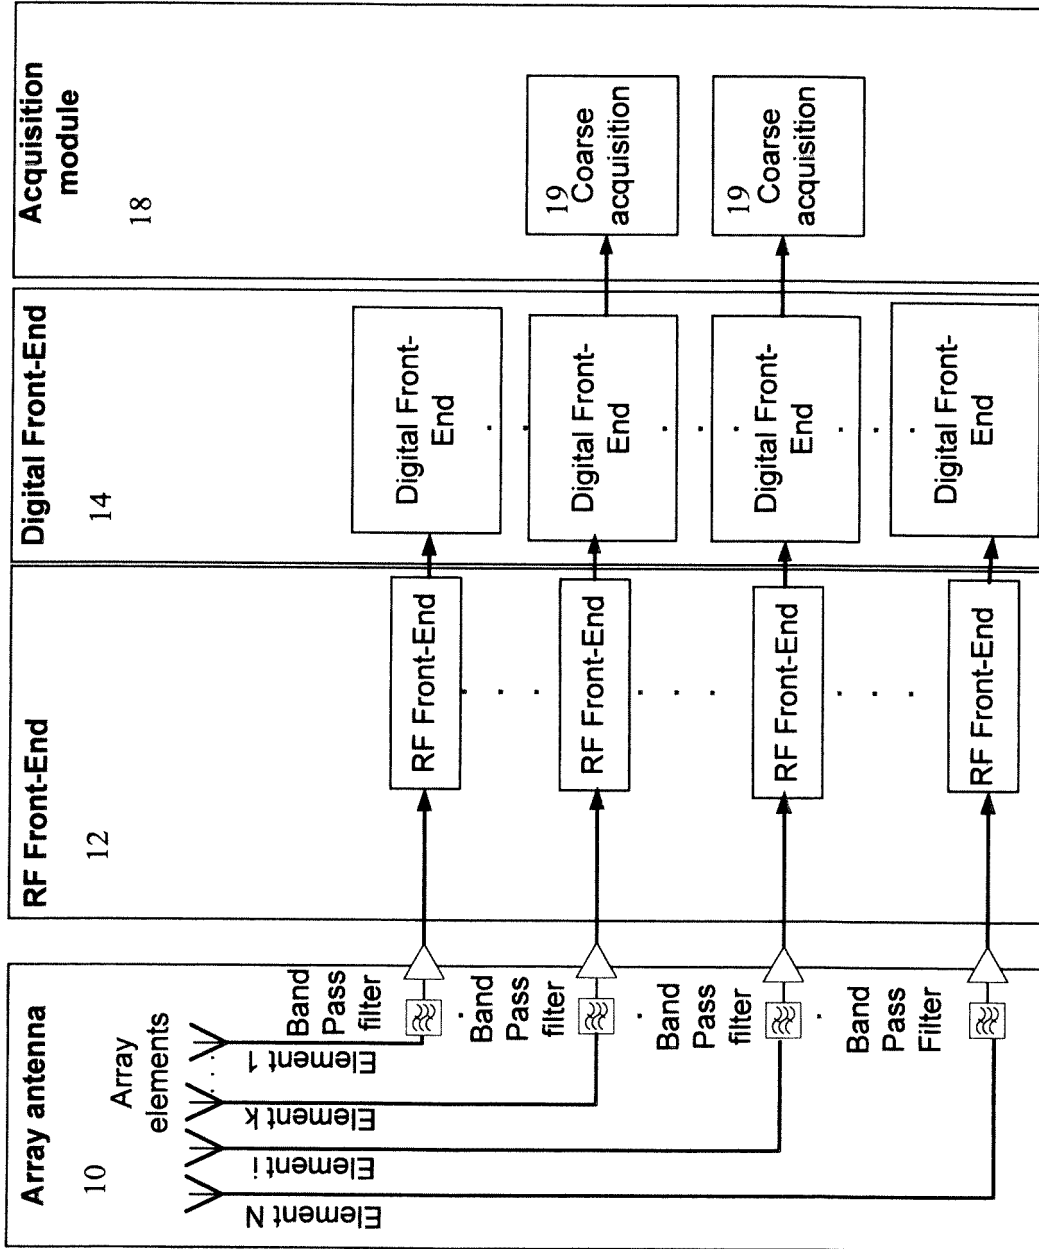 Array antenna
10
Array
elements
Element N
Element i
Element k
Element 1
Band
Pass
filter
Band
Pass
filter
Band
Pass
filter
Band
Pass
Filter
RF Front-End
12
RF Front-End
RF Front-End
RF Front-End
RF Front-End
Digital Front-End
14
Digital Front-
End
Digital Front-
End
Digital Front-
End
Digital Front-
End
Acquisition
module
18
19
Coarse
acquisition
19
Coarse
acquisition